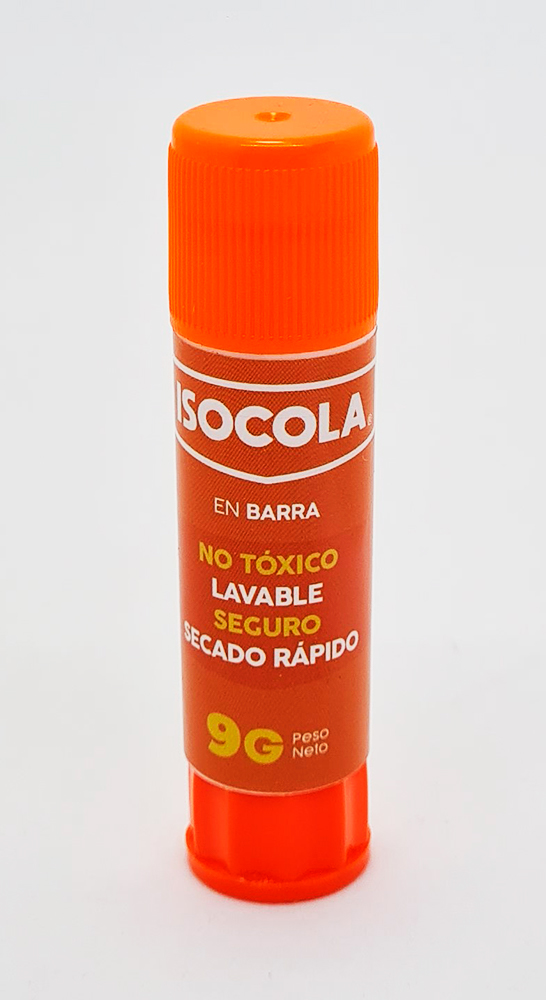 ISOCOLA®
EN BARRA
NO TÓXICO
LAVABLE
SEGURO
SECADO RÁPIDO
9G Peso
Neto